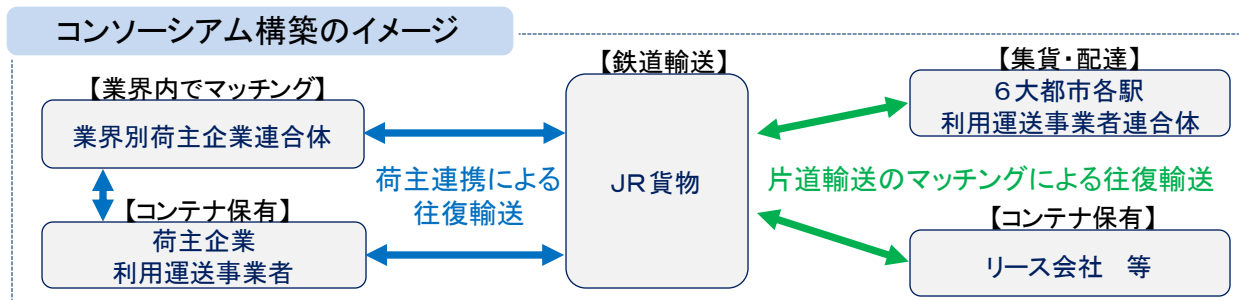 コンソーシアム構築のイメージ
【業界内でマッチング】
業界別荷主企業連合体
【コンテナ保有】
荷主企業
利用運送事業者
荷主連携による
往復輸送
【鉄道輸送】
JR貨物
片道輸送のマッチングによる往復輸送
【集貨・配達】
6大都市各駅
利用運送事業者連合体
【コンテナ保有】
リース会社　等